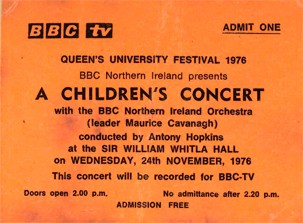 BBC tv ADMIT ONE
QUEEN'S UNIVERSITY FESTIVAL 1976
BBC Northern Ireland presents
A CHILDREN'S CONCERT
with the BBC Northern Ireland Orchestra
(leader Maurice Cavanagh)
conducted by Antony Hopkins
at the SIR WILLIAM WHITLA HALL
on WEDNESDAY, 24th NOVEMBER, 1976
This concert will be recorded for BBC-TV
Doors open 2.00 p.m. No admittance after 2.20 p.m.
ADMISSION FREE